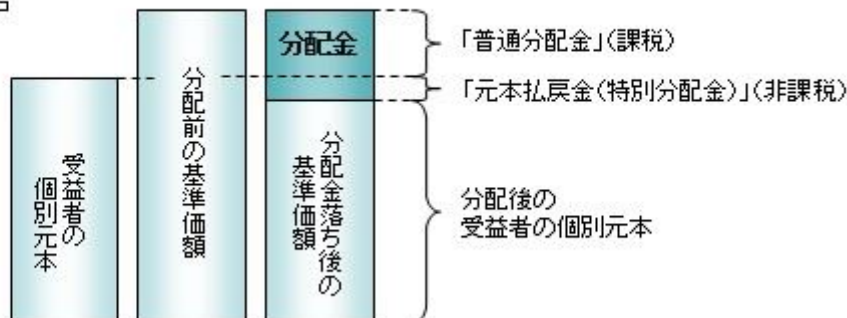 受益者の
個別元本
分配前の基準価額
分配金
分配金落ち後の
基準価額
「普通分配金」(課税)
「元本払戻金(特別分配金)」(非課税)
分配後の
受益者の個別元本